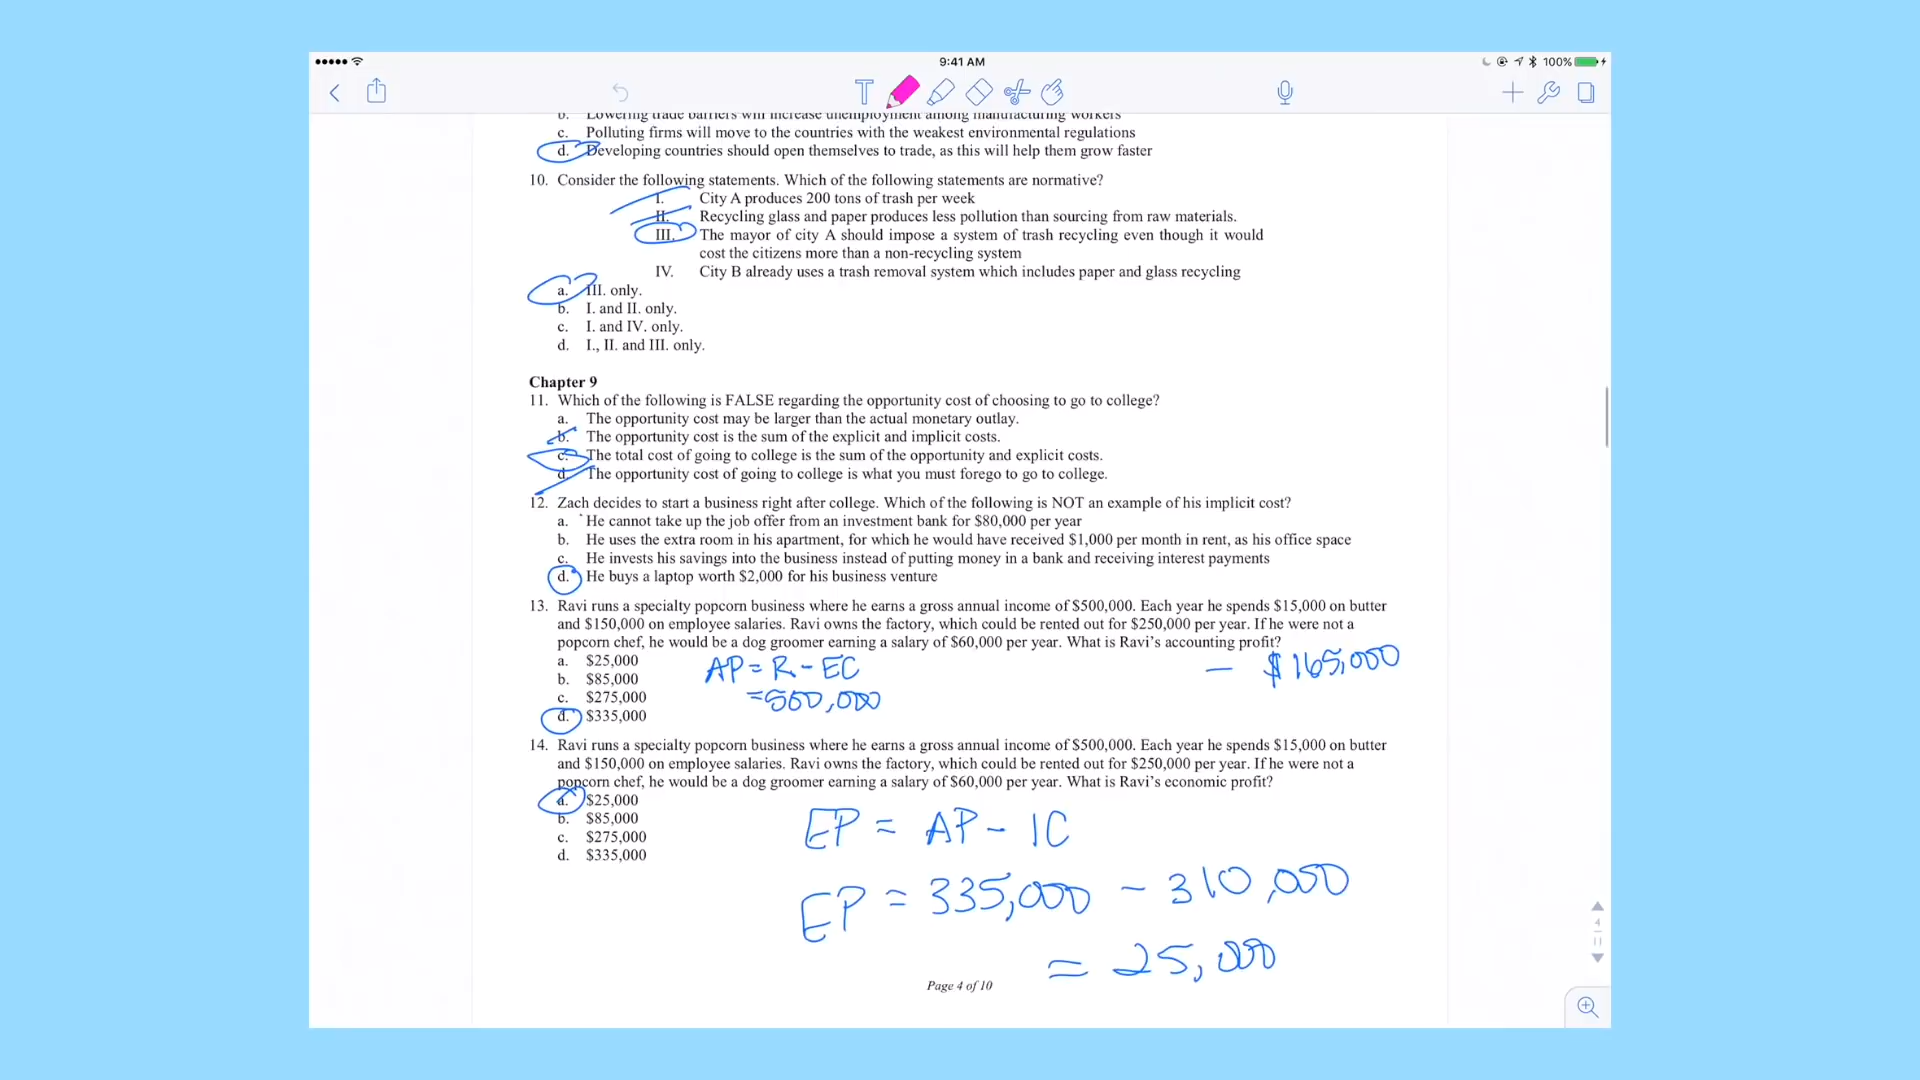 9:41 AM
100%
T
b. Lowering trade barriers will increase unemployment among manufacturing workers
c. Polluting firms will move to the countries with the weakest environmental regulations
d. Developing countries should open themselves to trade, as this will help them grow faster
10. Consider the following statements. Which of the following statements are normative?
I. City A produces 200 tons of trash per week
II. Recycling glass and paper produces less pollution than sourcing from raw materials.
III. The mayor of city A should impose a system of trash recycling even though it would
cost the citizens more than a non-recycling system
IV. City B already uses a trash removal system which includes paper and glass recycling
a. III. only.
b. I. and II. only.
c. I. and IV. only.
d. I., II. and III. only.
Chapter 9
11. Which of the following is FALSE regarding the opportunity cost of choosing to go to college?
a. The opportunity cost may be larger than the actual monetary outlay.
b. The opportunity cost is the sum of the explicit and implicit costs.
c. The total cost of going to college is the sum of the opportunity and explicit costs.
d. The opportunity cost of going to college is what you must forego to go to college.
12. Zach decides to start a business right after college. Which of the following is NOT an example of his implicit cost?
a. He cannot take up the job offer from an investment bank for $80,000 per year
b. He uses the extra room in his apartment, for which he would have received $1,000 per month in rent, as his office space
c. He invests his savings into the business instead of putting money in a bank and receiving interest payments
d. He buys a laptop worth $2,000 for his business venture
13. Ravi runs a specialty popcorn business where he earns a gross annual income of $500,000. Each year he spends $15,000 on butter
and $150,000 on employee salaries. Ravi owns the factory, which could be rented out for $250,000 per year. If he were not a
popcorn chef, he would be a dog groomer earning a salary of $60,000 per year. What is Ravi's accounting profit?
a. $25,000
b. $85,000
c. $275,000
d. $335,000
AP = R - EC
= 500,000 - $165,000
14. Ravi runs a specialty popcorn business where he earns a gross annual income of $500,000. Each year he spends $15,000 on butter
and $150,000 on employee salaries. Ravi owns the factory, which could be rented out for $250,000 per year. If he were not a
popcorn chef, he would be a dog groomer earning a salary of $60,000 per year. What is Ravi's economic profit?
a. $25,000
b. $85,000
c. $275,000
d. $335,000
EP = AP - IC
EP = 335,000 - 310,000
= 25,000
4
11
Page 4 of 10